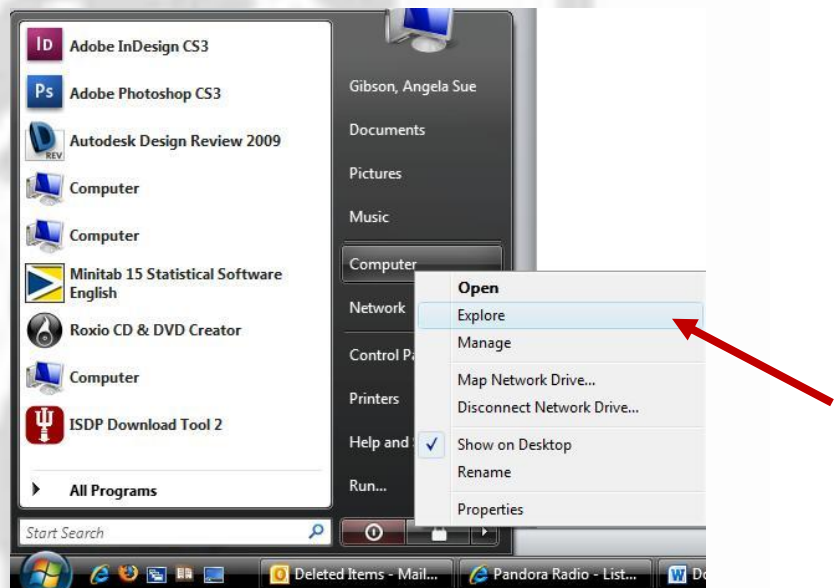 ID
Adobe InDesign CS3
Ps
Adobe Photoshop CS3
REV
Autodesk Design Review 2009
Computer
Computer
Minitab 15 Statistical Software
English
Roxio CD & DVD Creator
Computer
ISDP Download Tool 2
All Programs
Start Search
Gibson, Angela Sue
Documents
Pictures
Music
Computer
Network
Control
Printers
Help and
Run...
Open
Explore
Manage
Map Network Drive...
Disconnect Network Drive...
Show on Desktop
Rename
Properties
Deleted Items - Mail...
Pandora Radio - List...
W